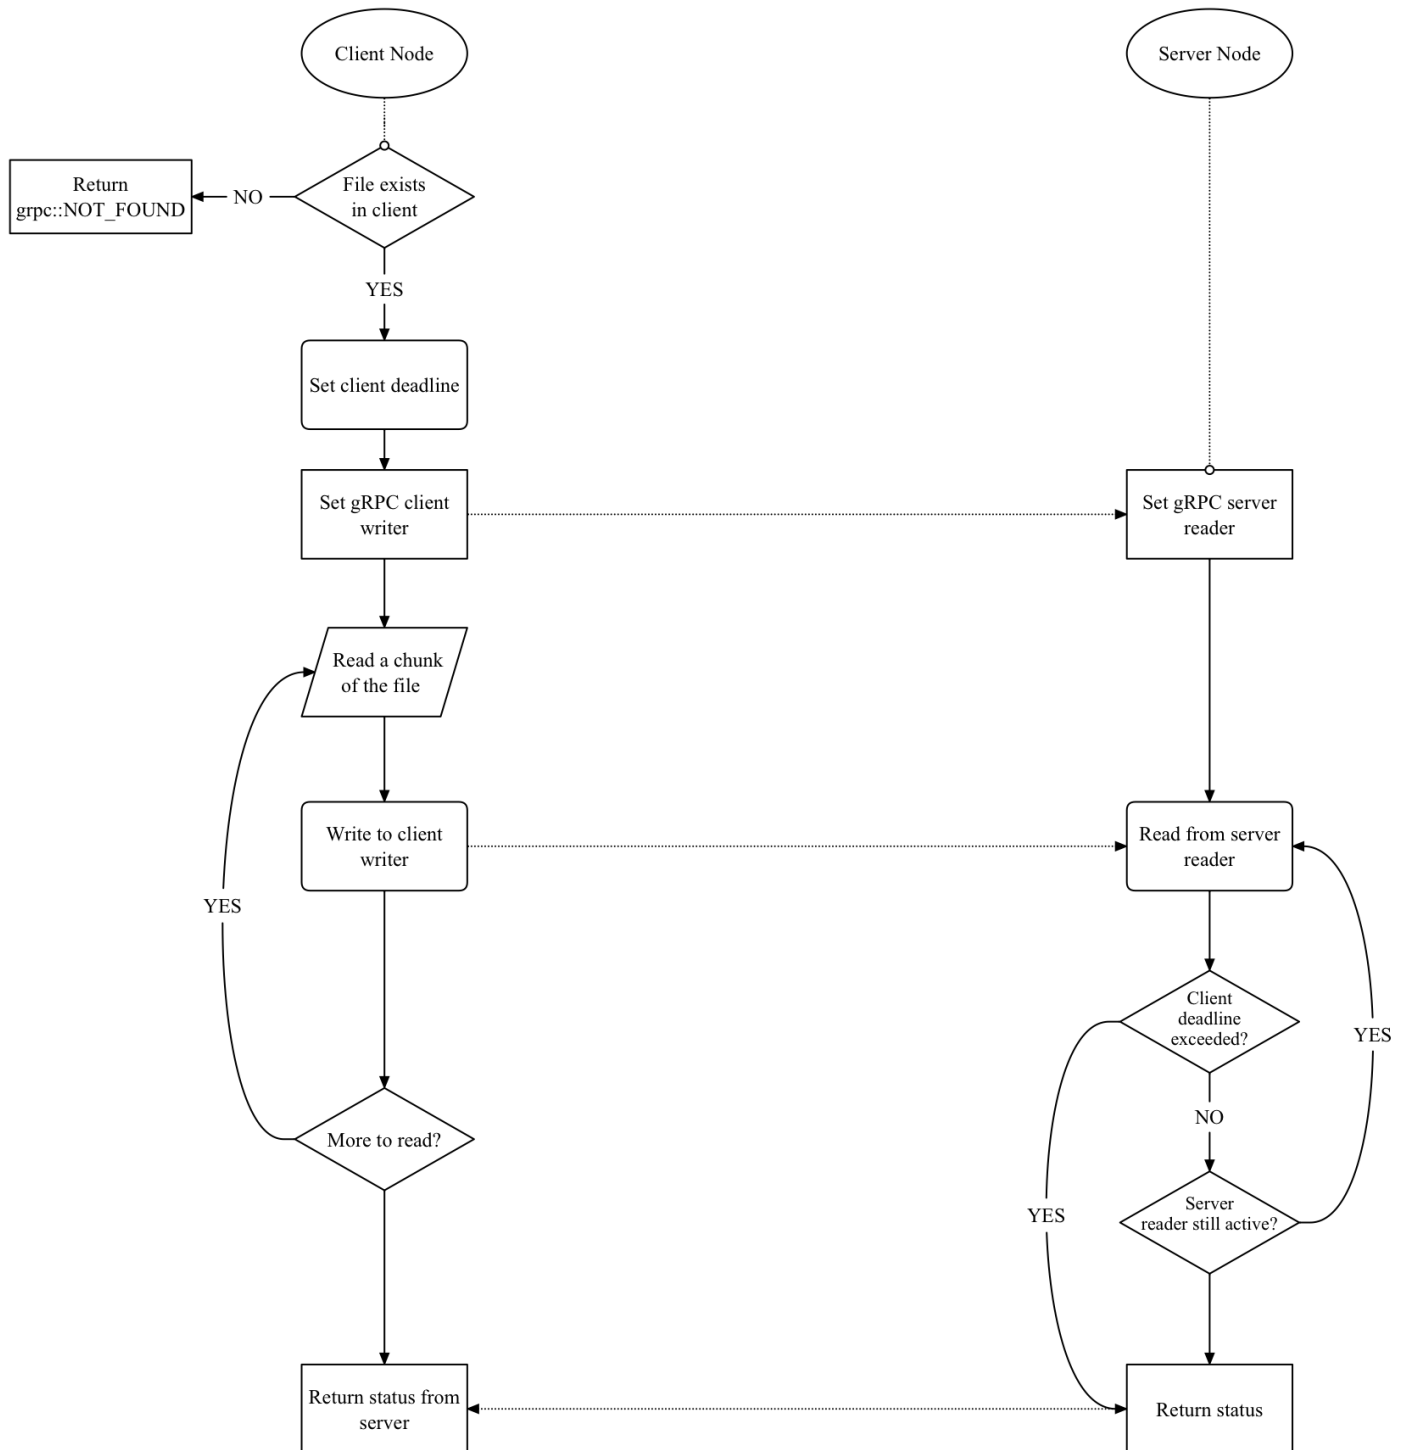 Client Node
Server Node
File exists
in client
NO
Return
grpc::NOT_FOUND
YES
Set client deadline
Set gRPC client
writer
Set gRPC server
reader
Read a chunk
of the file
Write to client
writer
Read from server
reader
YES
Client
deadline
exceeded?
YES
NO
More to read?
Server
reader still active?
YES
Return status from
server
Return status